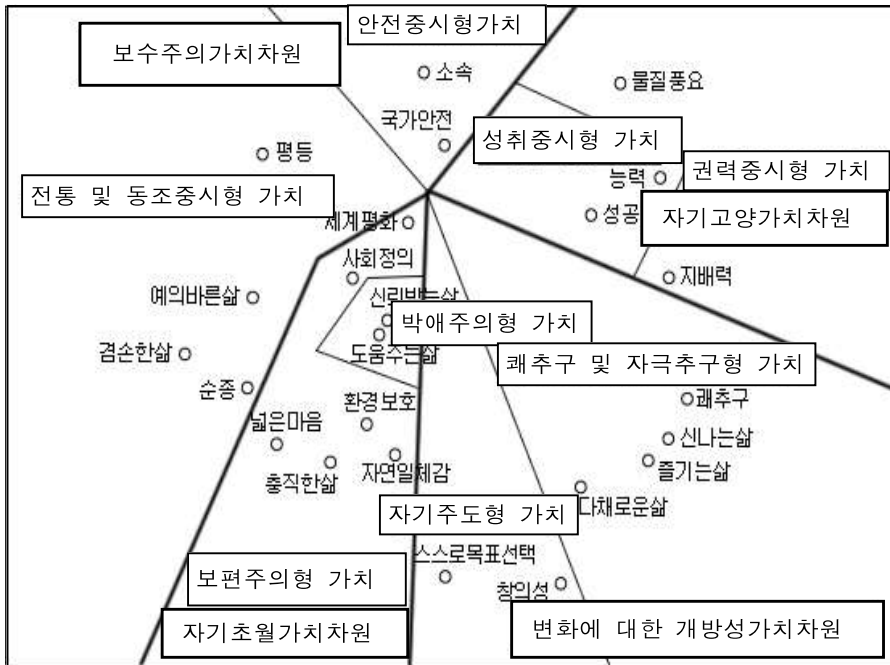 안전중시형가치
보수주의가치차원
소속
물질풍요
국가안전
성취중시형 가치
평등
권력중시형 가치
능력
전통 및 동조중시형 가치
성공
자기고양가치차원
세계평화
사회정의
지배력
예의바른삶
신뢰받는삶
박애주의형 가치
겸손한삶
도움주는삶
쾌추구 및 자극추구형 가치
순종
환경보호
쾌추구
넓은마음
신나는삶
충직한삶
자연일체감
즐기는삶
다채로운삶
자기주도형 가치
스스로목표선택
보편주의형 가치
창의성
자기초월가치차원
변화에 대한 개방성가치차원